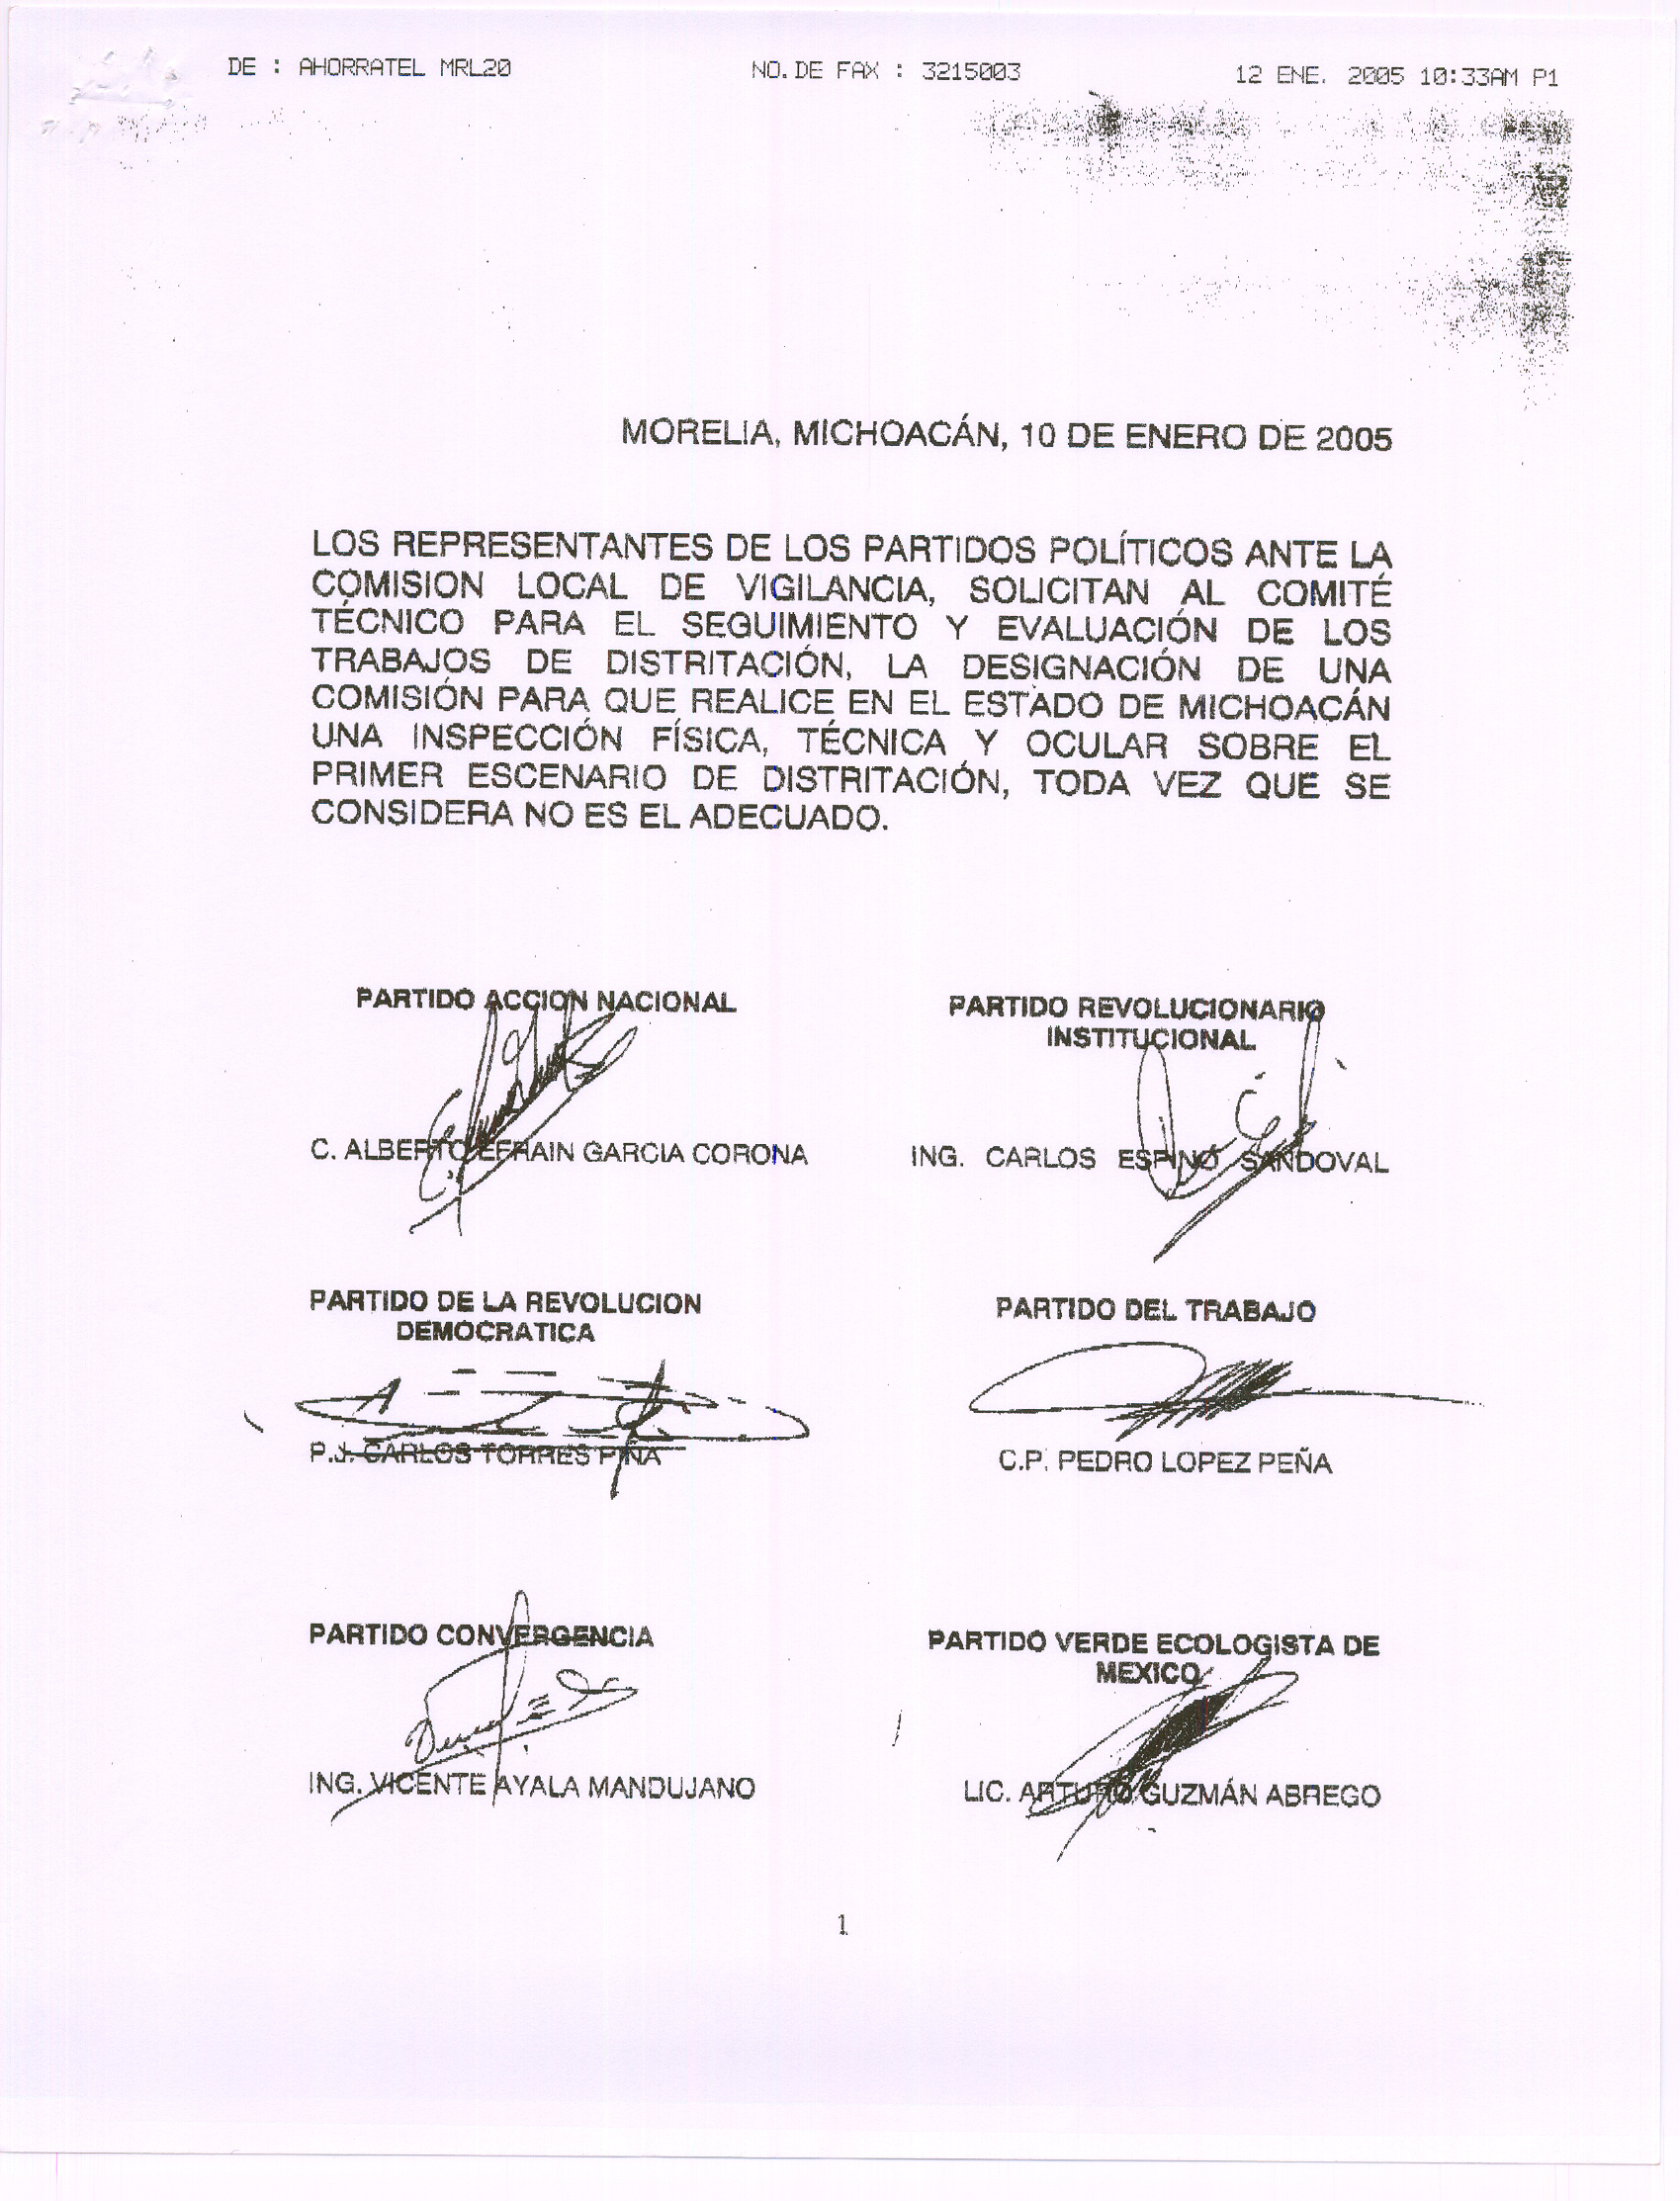 DE : AHORRATEL MRL20 NO. DE FAX : 3215003 12 ENE. 2005 10:33AM P1
MORELIA, MICHOACÁN, 10 DE ENERO DE 2005
LOS REPRESENTANTES DE LOS PARTIDOS POLÍTICOS ANTE LA
COMISION LOCAL DE VIGILANCIA, SOLICITAN AL COMITÉ
TÉCNICO PARA EL SEGUIMIENTO Y EVALUACIÓN DE LOS
TRABAJOS DE DISTRITACIÓN, LA DESIGNACIÓN DE UNA
COMISIÓN PARA QUE REALICE EN EL ESTADO DE MICHOACÁN
UNA INSPECCIÓN FÍSICA, TÉCNICA Y OCULAR SOBRE EL
PRIMER ESCENARIO DE DISTRITACIÓN, TODA VEZ QUE SE
CONSIDERA NO ES EL ADECUADO.
PARTIDO ACCION NACIONAL
C. ALBERTO EFRAIN GARCIA CORONA
PARTIDO REVOLUCIONARIO
INSTITUCIONAL
ING. CARLOS ESPINO SANDOVAL
PARTIDO DE LA REVOLUCION
DEMOCRATICA
P.J. CARLOS TORRES PIÑA
PARTIDO DEL TRABAJO
C.P. PEDRO LOPEZ PEÑA
PARTIDO CONVERGENCIA
ING. VICENTE AYALA MANDUJANO
PARTIDO VERDE ECOLOGISTA DE
MEXICO
LIC. ARTURO GUZMÁN ABREGO
1